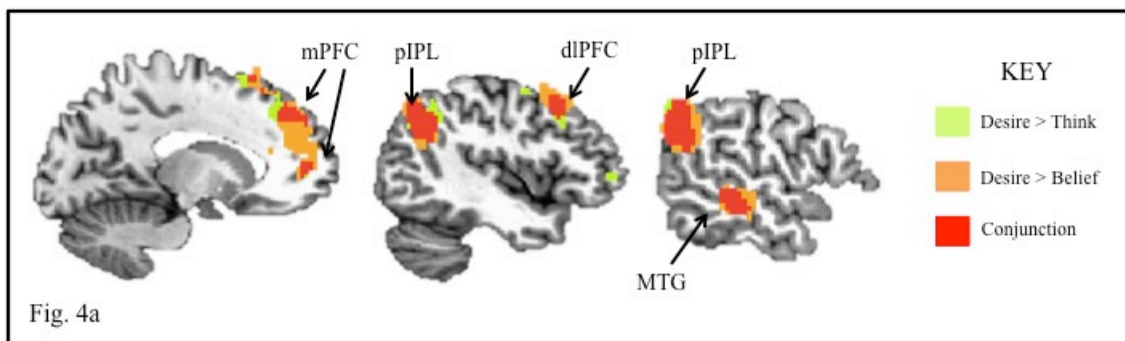 mPFC
pIPL
dlPFC
pIPL
MTG
KEY
Desire > Think
Desire > Belief
Conjunction
Fig. 4a